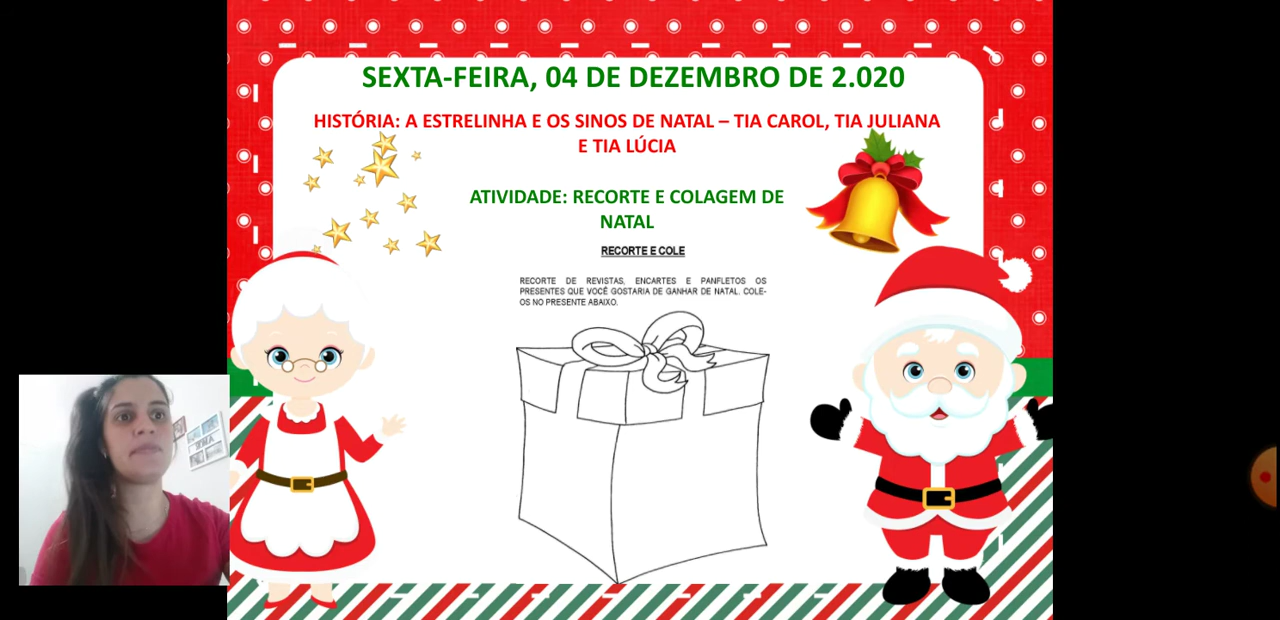 SEXTA-FEIRA, 04 DE DEZEMBRO DE 2.020
HISTÓRIA: A ESTRELINHA E OS SINOS DE NATAL – TIA CAROL, TIA JULIANA
E TIA LÚCIA
ATIVIDADE: RECORTE E COLAGEM DE
NATAL
RECORTE E COLE
RECORTE DE REVISTAS, ENCARTES E PANFLETOS OS
PRESENTES QUE VOCÊ GOSTARIA DE GANHAR DE NATAL. COLE-
OS NO PRESENTE ABAIXO.